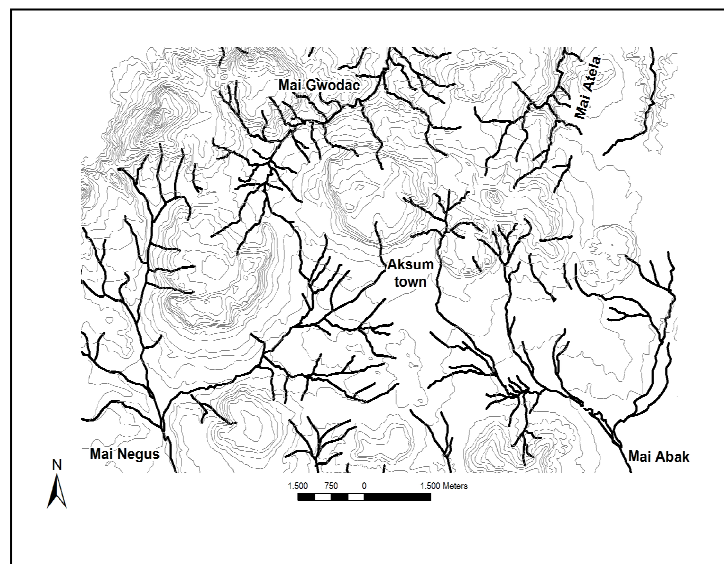 Mai Gwodac
Mai Atela
Aksum
town
Mai Negus
Mai Abak
N
1.500 750 0 1.500 Meters